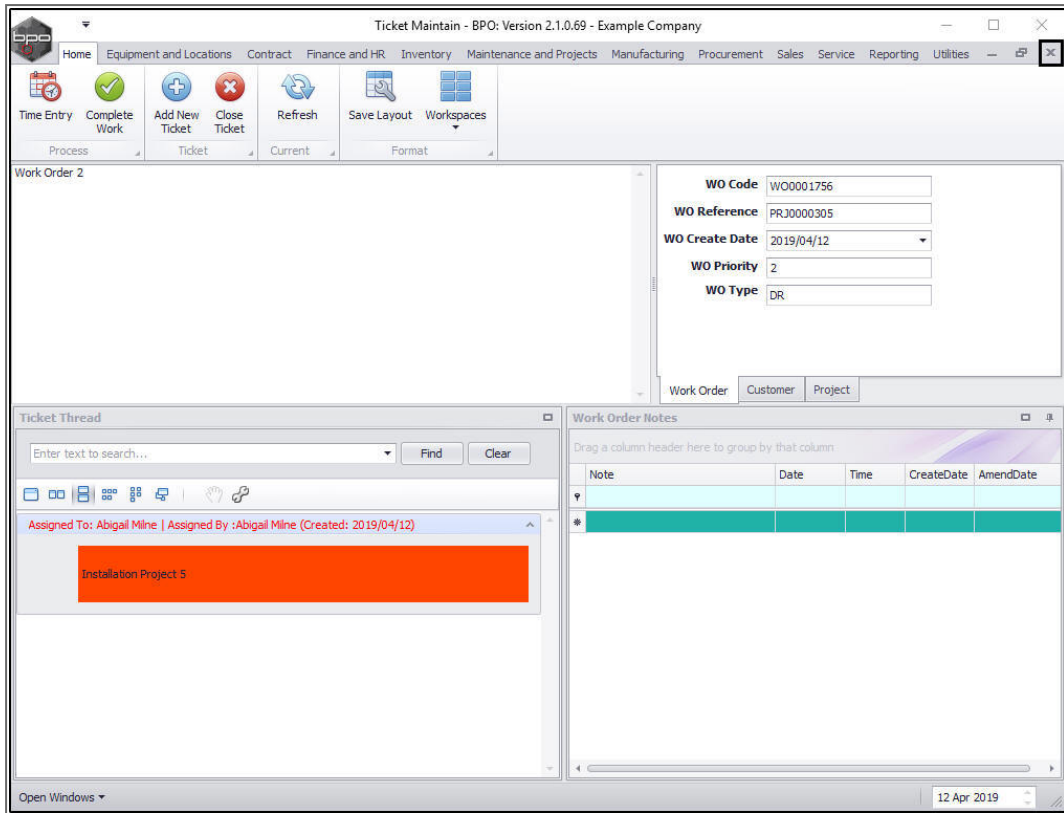 Ticket Maintain - BPO: Version 2.1.0.69 - Example Company
bpo
Home Equipment and Locations Contract Finance and HR Inventory Maintenance and Projects Manufacturing Procurement Sales Service Reporting Utilities
Time Entry Complete Work Add New Ticket Close Ticket Refresh Save Layout Workspaces
Process Ticket Current Format
Work Order 2
WO Code WO0001756
WO Reference PRJ0000305
WO Create Date 2019/04/12
WO Priority 2
WO Type DR
Work Order Customer Project
Ticket Thread
Enter text to search... Find Clear
Assigned To: Abigail Milne | Assigned By :Abigail Milne (Created: 2019/04/12)
Installation Project 5
Work Order Notes
Drag a column header here to group by that column
Note Date Time CreateDate AmendDate
Open Windows 12 Apr 2019